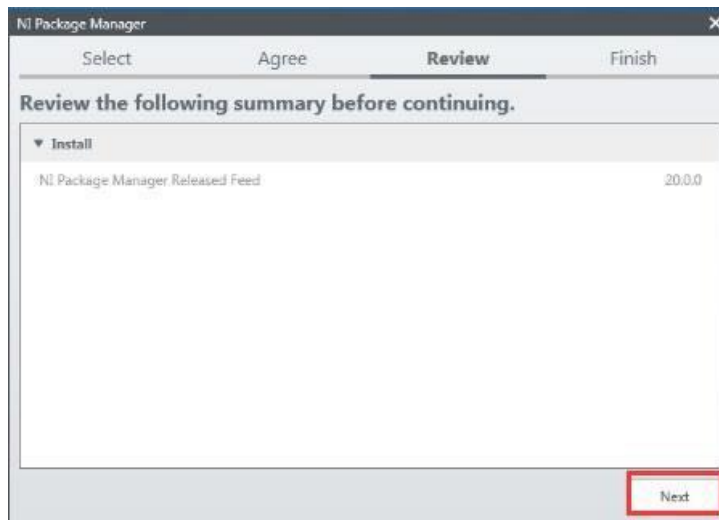 NI Package Manager
Select Agree Review Finish
Review the following summary before continuing.
Install
NI Package Manager Released Feed 20.0.0
Next